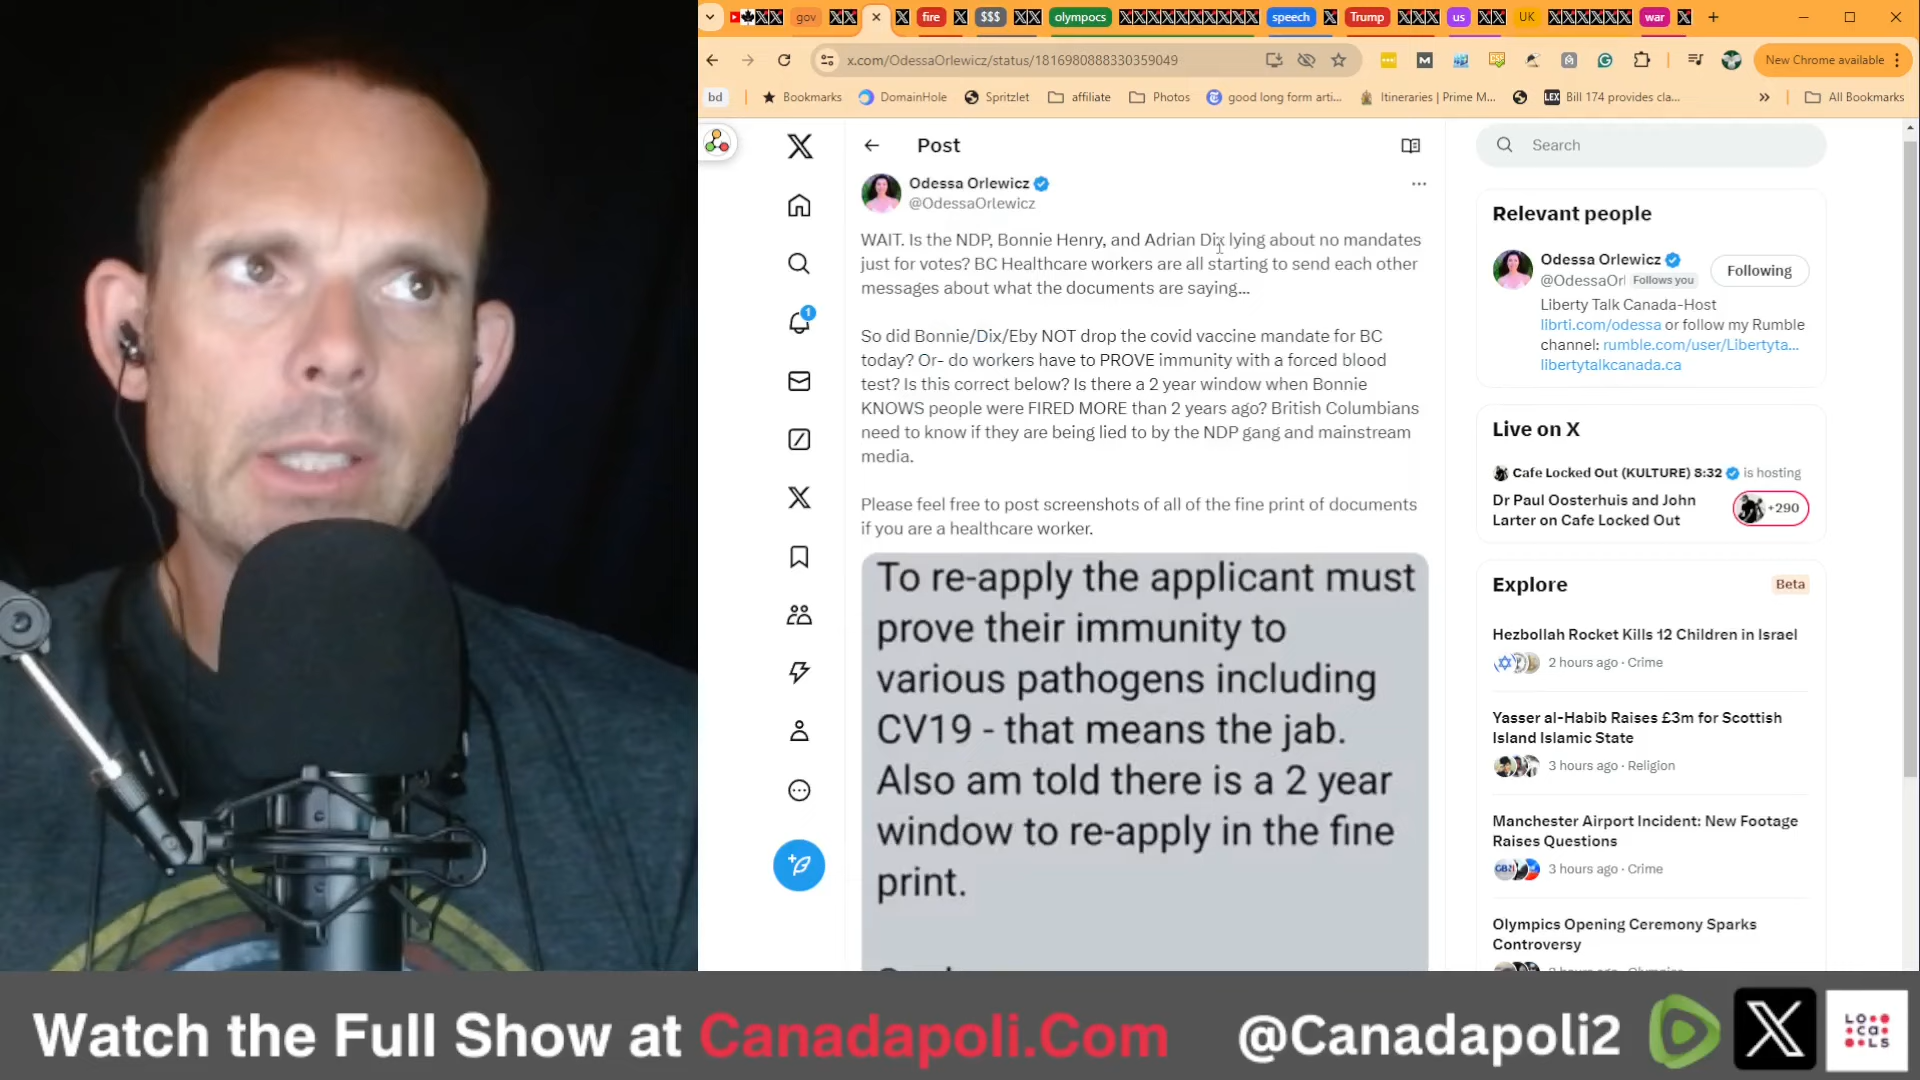 gov
fire
$$$
olympocs
speech
Trump
us
UK
war
x.com/OdessaOrlewicz/status/1816980888330359049
New Chrome available
bd
Bookmarks
DomainHole
Spritzlet
affiliate
Photos
good long form arti...
Itineraries | Prime M...
LEX Bill 174 provides cla...
All Bookmarks
Post
Odessa Orlewicz
@OdessaOrlewicz
WAIT. Is the NDP, Bonnie Henry, and Adrian Dix lying about no mandates
just for votes? BC Healthcare workers are all starting to send each other
messages about what the documents are saying...
So did Bonnie/Dix/Eby NOT drop the covid vaccine mandate for BC
today? Or- do workers have to PROVE immunity with a forced blood
test? Is this correct below? Is there a 2 year window when Bonnie
KNOWS people were FIRED MORE than 2 years ago? British Columbians
need to know if they are being lied to by the NDP gang and mainstream
media.
Please feel free to post screenshots of all of the fine print of documents
if you are a healthcare worker.
To re-apply the applicant must
prove their immunity to
various pathogens including
CV19 - that means the jab.
Also am told there is a 2 year
window to re-apply in the fine
print.
1
Search
Relevant people
Odessa Orlewicz
@OdessaOrl Follows you
Following
Liberty Talk Canada-Host
librti.com/odessa or follow my Rumble
channel: rumble.com/user/Libertyta...
libertytalkcanada.ca
Live on X
Cafe Locked Out (KULTURE) 8:32 is hosting
Dr Paul Oosterhuis and John
Larter on Cafe Locked Out
+290
Explore
Beta
Hezbollah Rocket Kills 12 Children in Israel
2 hours ago · Crime
Yasser al-Habib Raises £3m for Scottish
Island Islamic State
3 hours ago · Religion
Manchester Airport Incident: New Footage
Raises Questions
3 hours ago · Crime
Olympics Opening Ceremony Sparks
Controversy
Watch the Full Show at Canadapoli.Com
@Canadapoli2
LOCALS